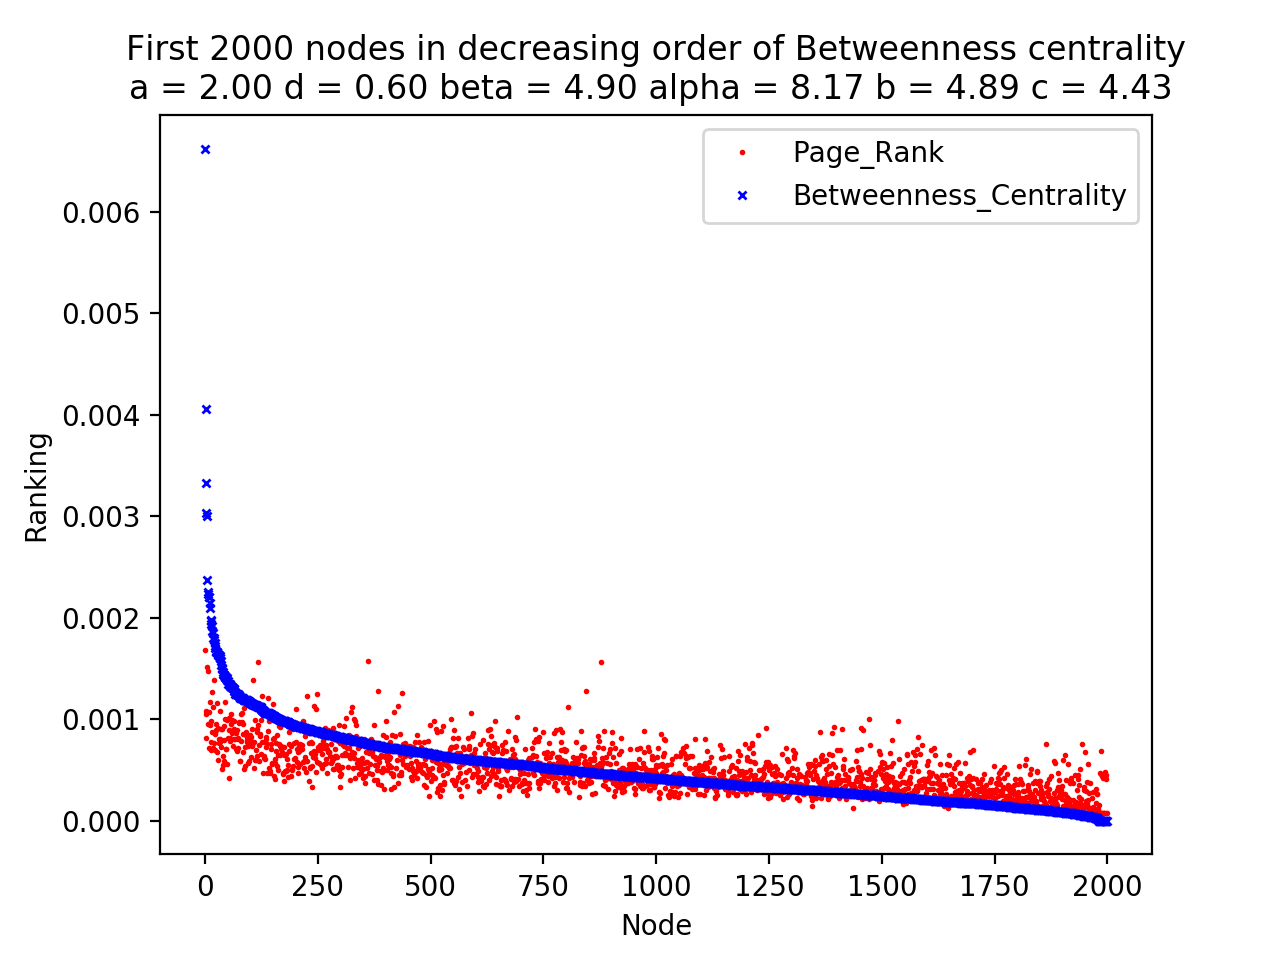 First 2000 nodes in decreasing order of Betweenness centrality
a = 2.00 d = 0.60 beta = 4.90 alpha = 8.17 b = 4.89 c = 4.43
Page_Rank
Betweenness_Centrality
0.006
0.005
0.004
0.003
0.002
0.001
0.000
Ranking
0 250 500 750 1000 1250 1500 1750 2000
Node